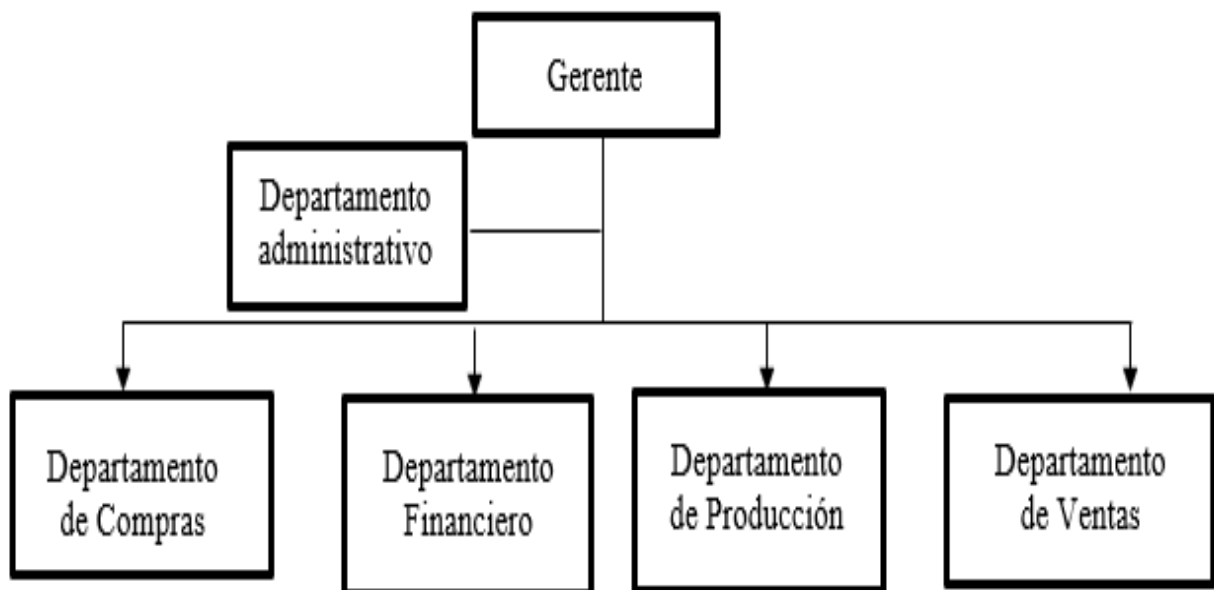 Gerente
Departamento
administrativo
Departamento
de Compras
Departamento
Financiero
Departamento
de Producción
Departamento
de Ventas